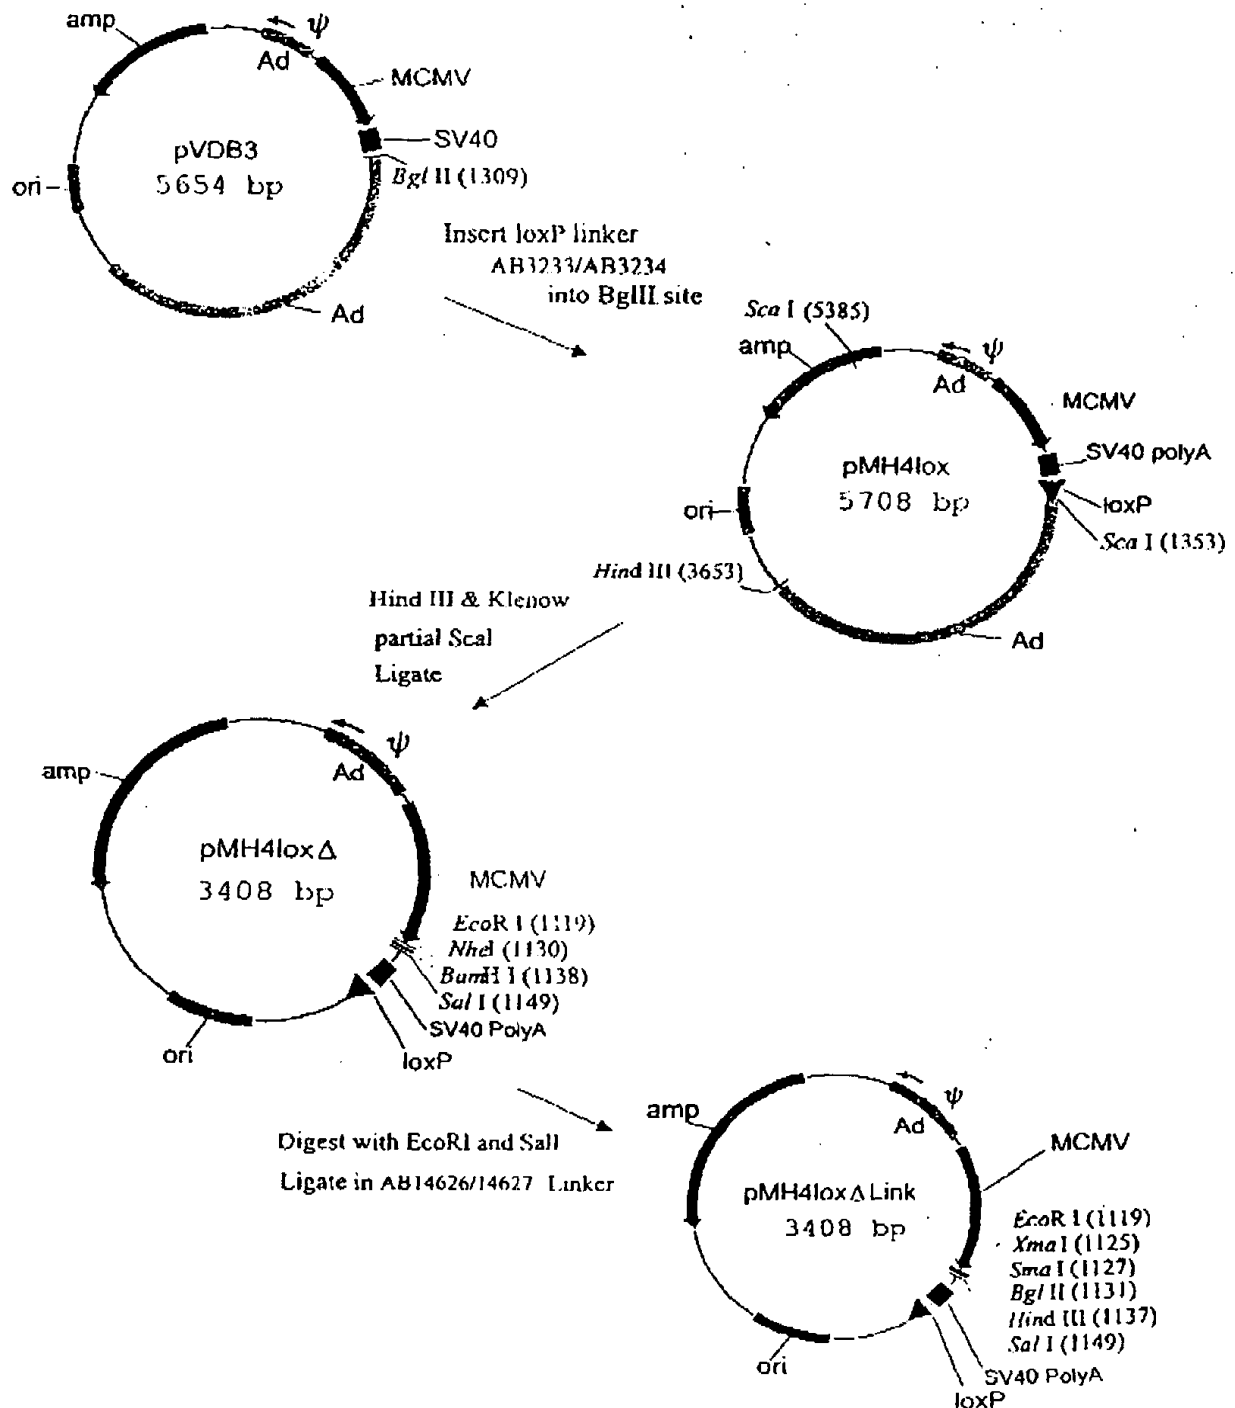 amp
ψ
Ad
MCMV
SV40
pVDB3
5654 bp
Bgl II (1309)
ori
Ad
Insert loxP linker
AB3233/AB3234
into BglII site
Sca I (5385)
amp
ψ
Ad
MCMV
SV40 polyA
pMH4lox
5708 bp
loxP
ori
Sca I (1353)
Hind III (3653)
Ad
Hind III & Klenow
partial ScaI
Ligate
ψ
Ad
amp
pMH4lox Δ
3408 bp
MCMV
EcoR I (1119)
NheI (1130)
BamH I (1138)
Sal I (1149)
SV40 PolyA
loxP
ori
Digest with EcoRI and SalI
Ligate in AB14626/14627 Linker
amp
ψ
Ad
MCMV
pMH4lox Δ Link
3408 bp
EcoR I (1119)
Xma I (1125)
Sma I (1127)
Bgl II (1131)
Hind III (1137)
Sal I (1149)
ori
SV40 PolyA
loxP